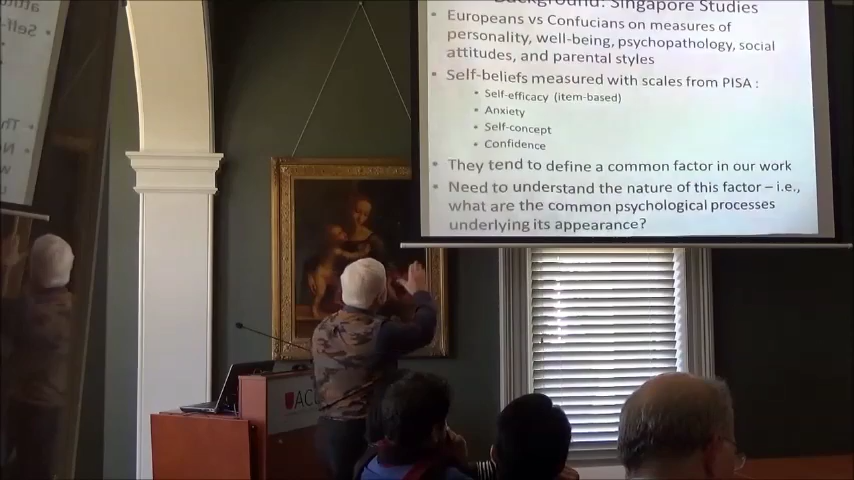 Background: Singapore Studies
• Europeans vs Confucians on measures of
personality, well-being, psychopathology, social
attitudes, and parental styles
• Self-beliefs measured with scales from PISA :
• Self-efficacy (item-based)
• Anxiety
• Self-concept
• Confidence
• They tend to define a common factor in our work
• Need to understand the nature of this factor – i.e.,
what are the common psychological processes
underlying its appearance?